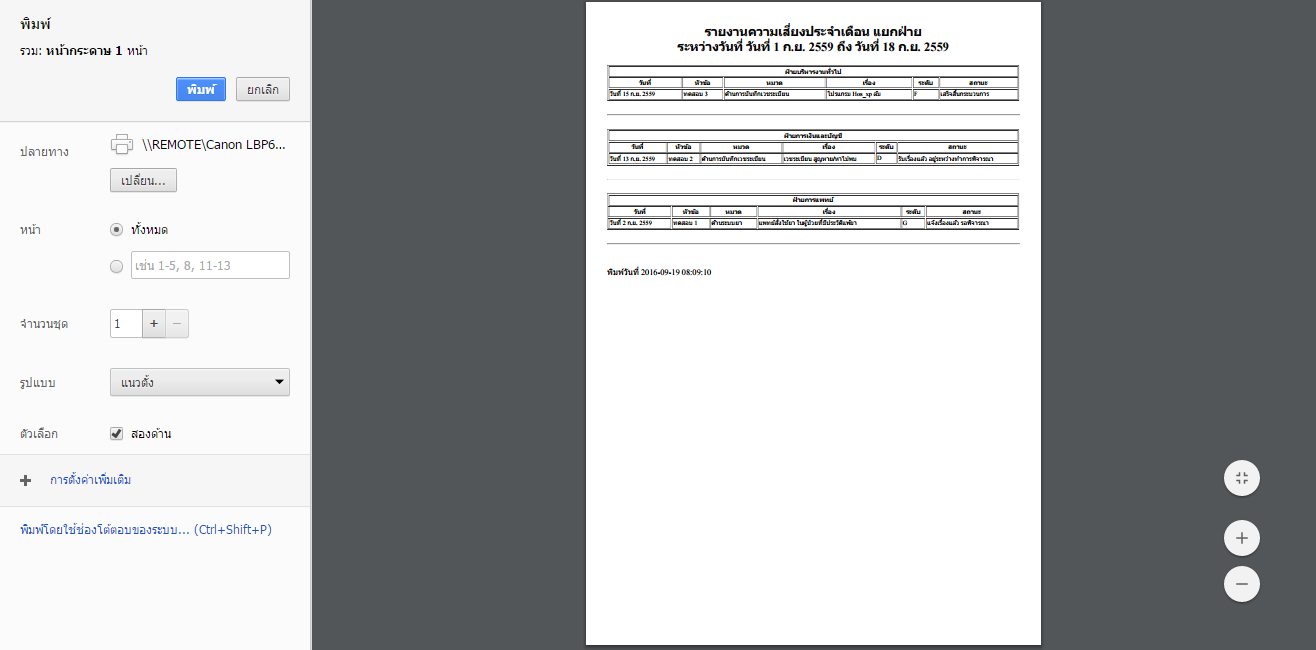 พิมพ์
รวม: หน้ากระดาษ 1 หน้า
พิมพ์ ยกเลิก
ปลายทาง \\REMOTE\Canon LBP6...
เปลี่ยน...
หน้า ทั้งหมด
เช่น 1-5, 8, 11-13
จำนวนชุด 1 + −
รูปแบบ แนวตั้ง
ตัวเลือก สองด้าน
การตั้งค่าเพิ่มเติม
พิมพ์โดยใช้ช่องโต้ตอบของระบบ... (Ctrl+Shift+P)
รายงานความเสี่ยงประจำเดือน แยกฝ่าย
ระหว่างวันที่ วันที่ 1 ก.ย. 2559 ถึง วันที่ 18 ก.ย. 2559
ฝ่ายบริหารงานทั่วไป
วันที่ หัวข้อ หมวด เรื่อง ระดับ สถานะ
วันที่ 15 ก.ย. 2559 ทดสอบ 3 ด้านการบันทึกเวชระเบียน โปรแกรม Hos_xp ล่ม F เสร็จสิ้นกระบวนการ
ฝ่ายการเงินและบัญชี
วันที่ หัวข้อ หมวด เรื่อง ระดับ สถานะ
วันที่ 13 ก.ย. 2559 ทดสอบ 2 ด้านการบันทึกเวชระเบียน เวชระเบียน สูญหาย/หาไม่พบ D รับเรื่องแล้ว อยู่ระหว่างทำการพิจารณา
ฝ่ายการแพทย์
วันที่ หัวข้อ หมวด เรื่อง ระดับ สถานะ
วันที่ 2 ก.ย. 2559 ทดสอบ 1 ด้านระบบยา แพทย์สั่งใช้ยา ในผู้ป่วยที่มีประวัติแพ้ยา G แจ้งเรื่องแล้ว รอพิจารณา
พิมพ์วันที่ 2016-09-19 08:09:10